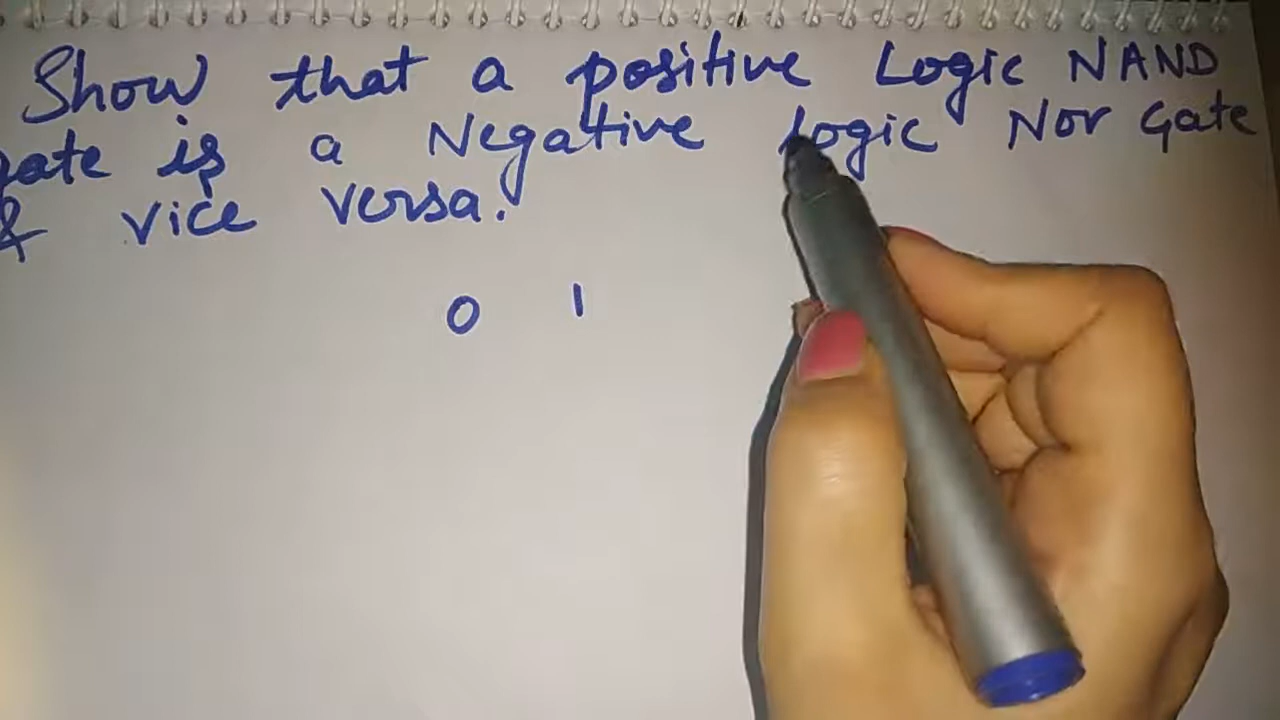 Show that a positive Logic NAND
gate is a Negative Logic Nor Gate
& vice versa.
0 1